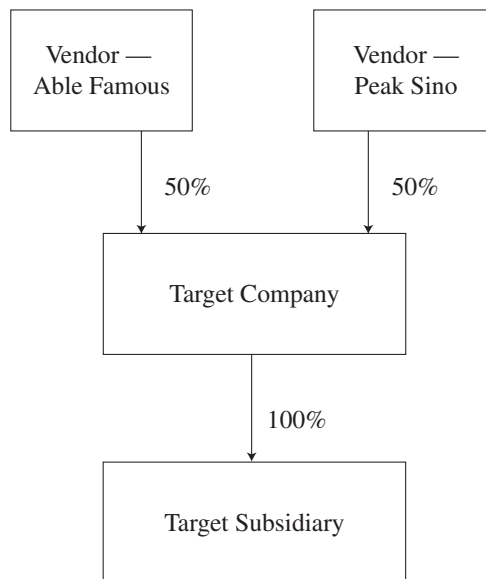 Vendor —
Able Famous
Vendor —
Peak Sino
50%
50%
Target Company
100%
Target Subsidiary